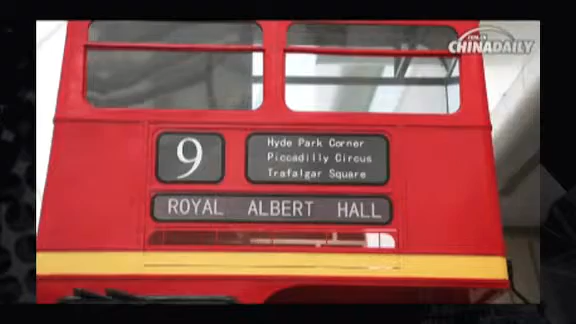 CHINADAILY
9
Hyde Park Corner
Piccadilly Circus
Trafalgar Square
ROYAL ALBERT HALL